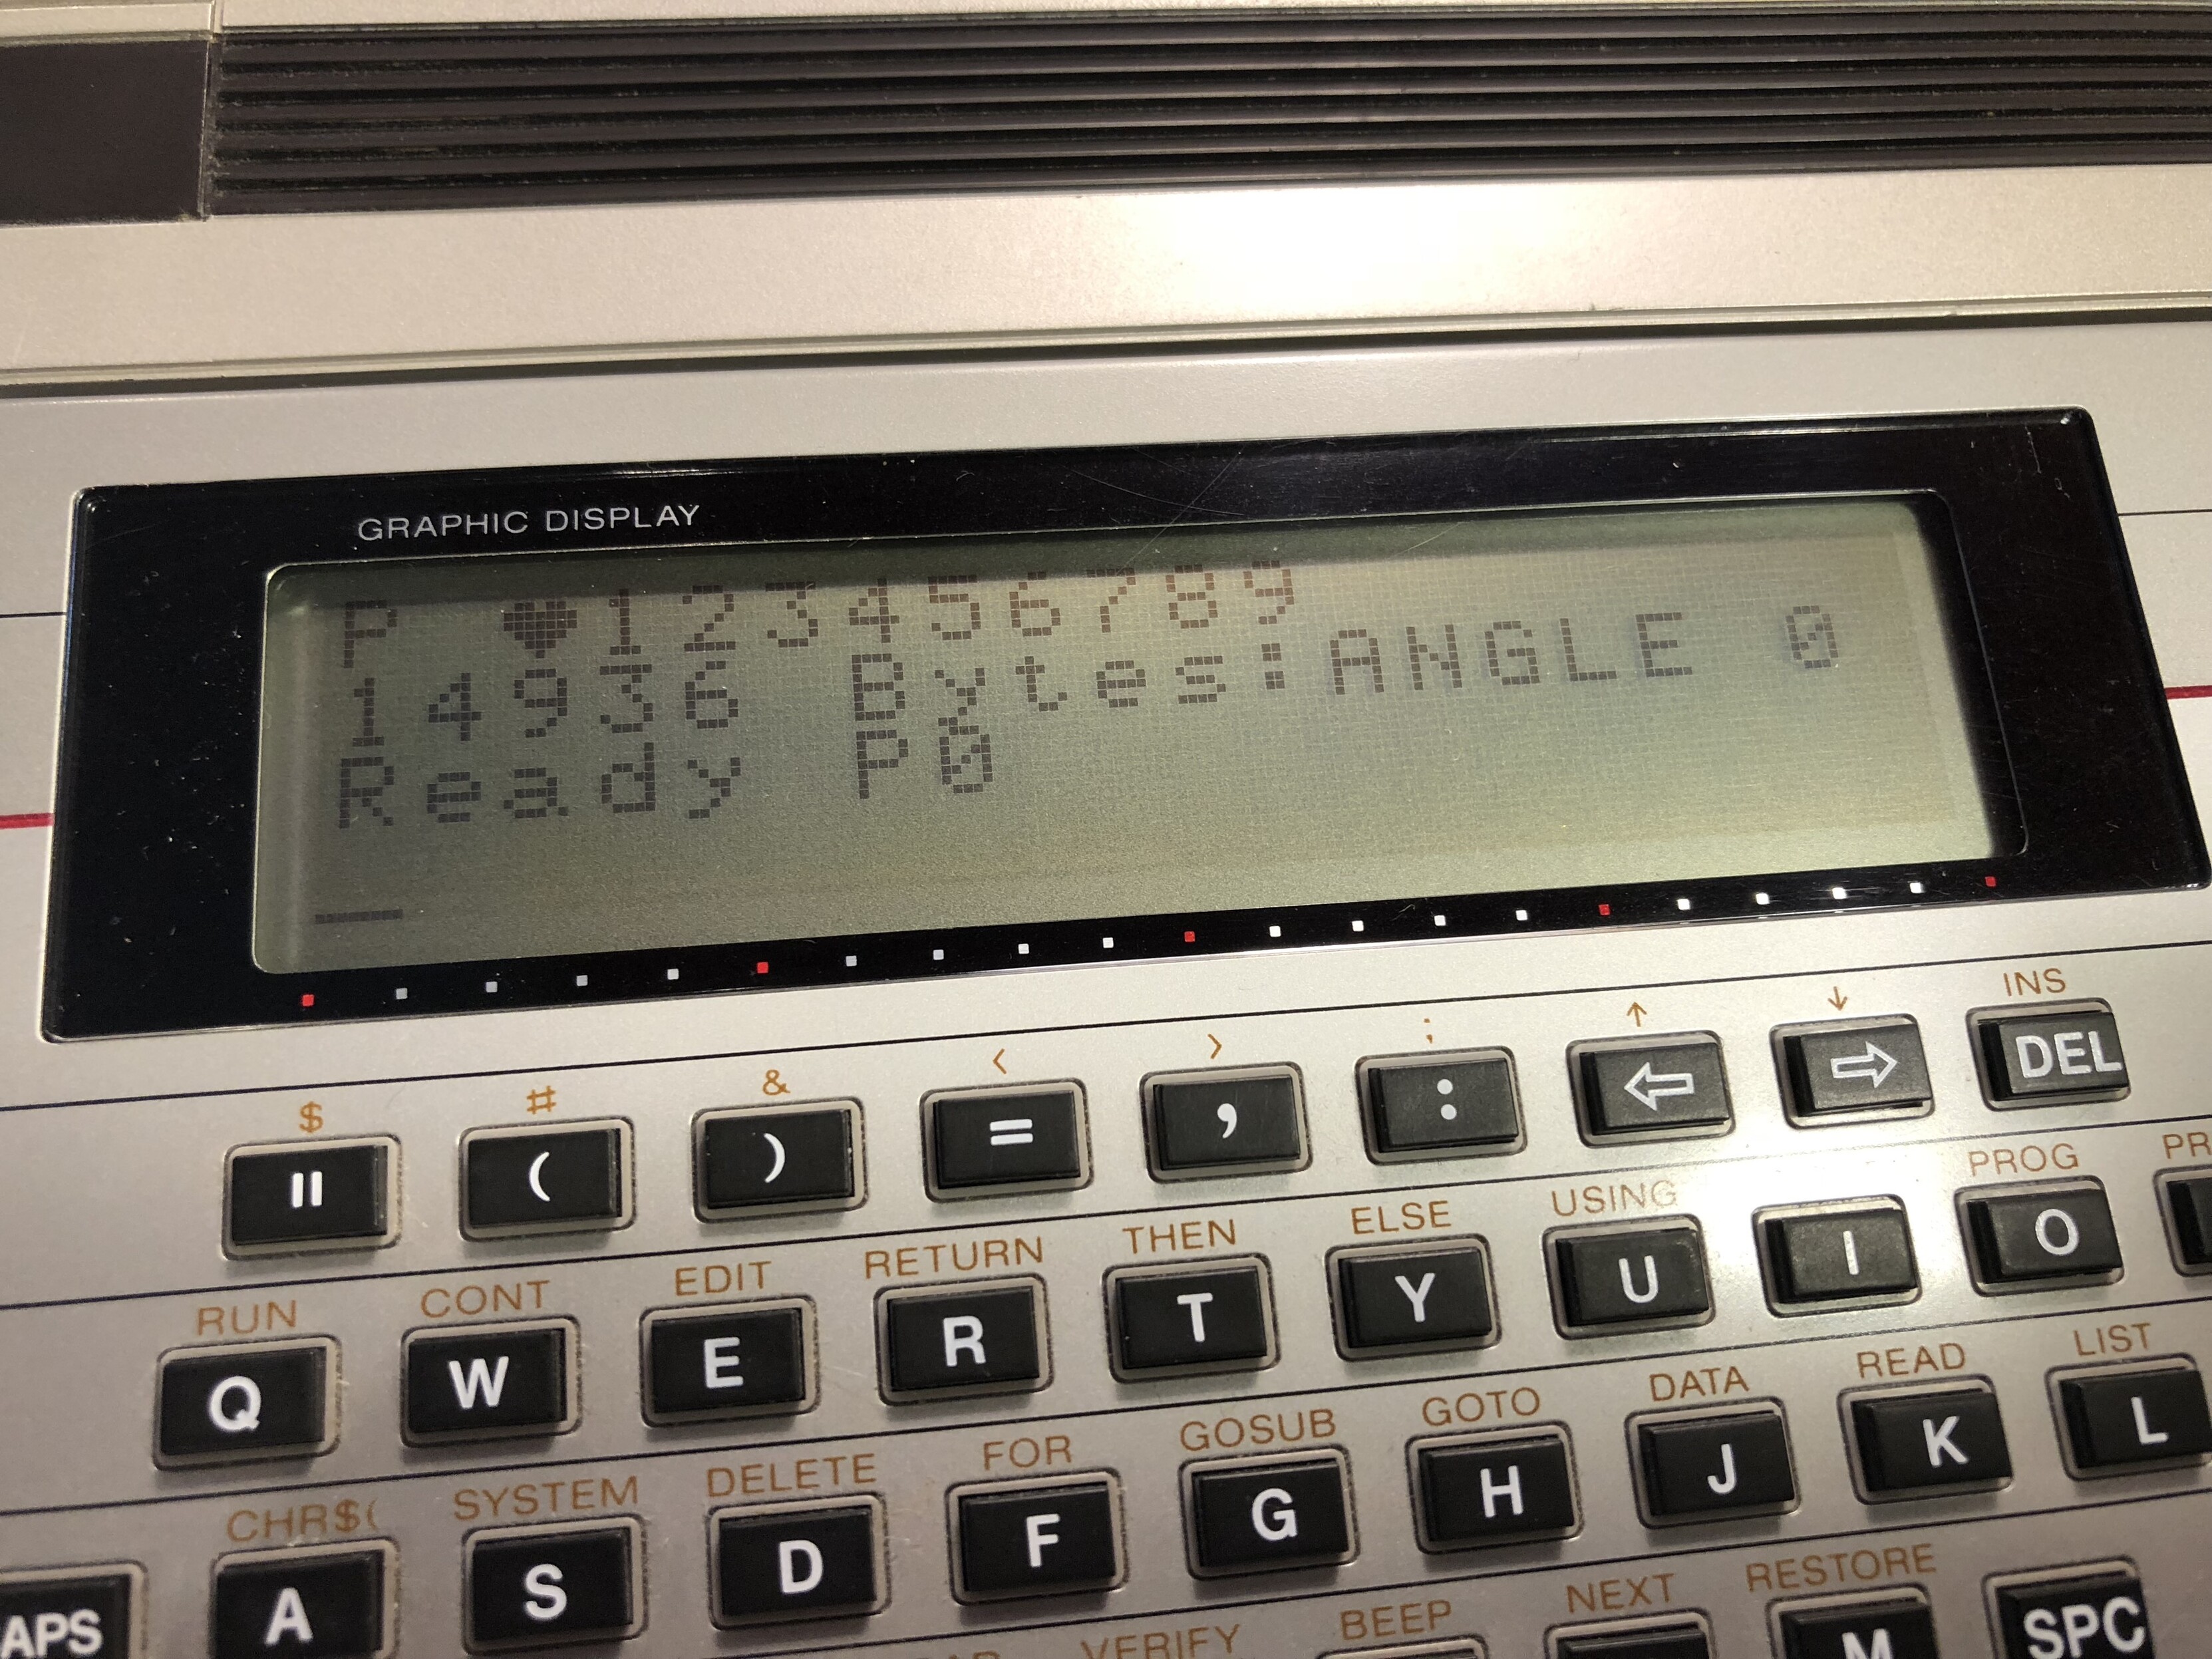 GRAPHIC DISPLAY
P ♥123456789
14936 Bytes:ANGLE 0
Ready P0
_
$ # & < > ; ↑ ↓ INS
" ( ) = , : ⇦ ⇨ DEL
RUN CONT EDIT RETURN THEN ELSE USING PROG
Q W E R T Y U I O
CHR$( SYSTEM DELETE FOR GOSUB GOTO DATA READ LIST
A S D F G H J K L
VERIFY BEEP NEXT RESTORE
M SPC